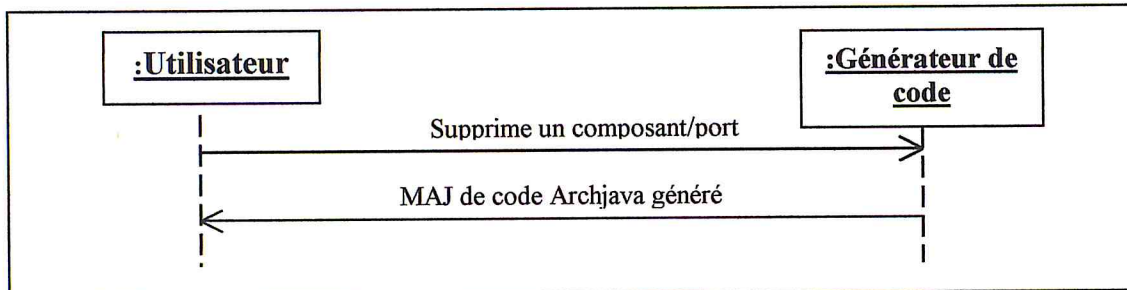 :Utilisateur
:Générateur de
code
Supprime un composant/port
MAJ de code Archjava généré